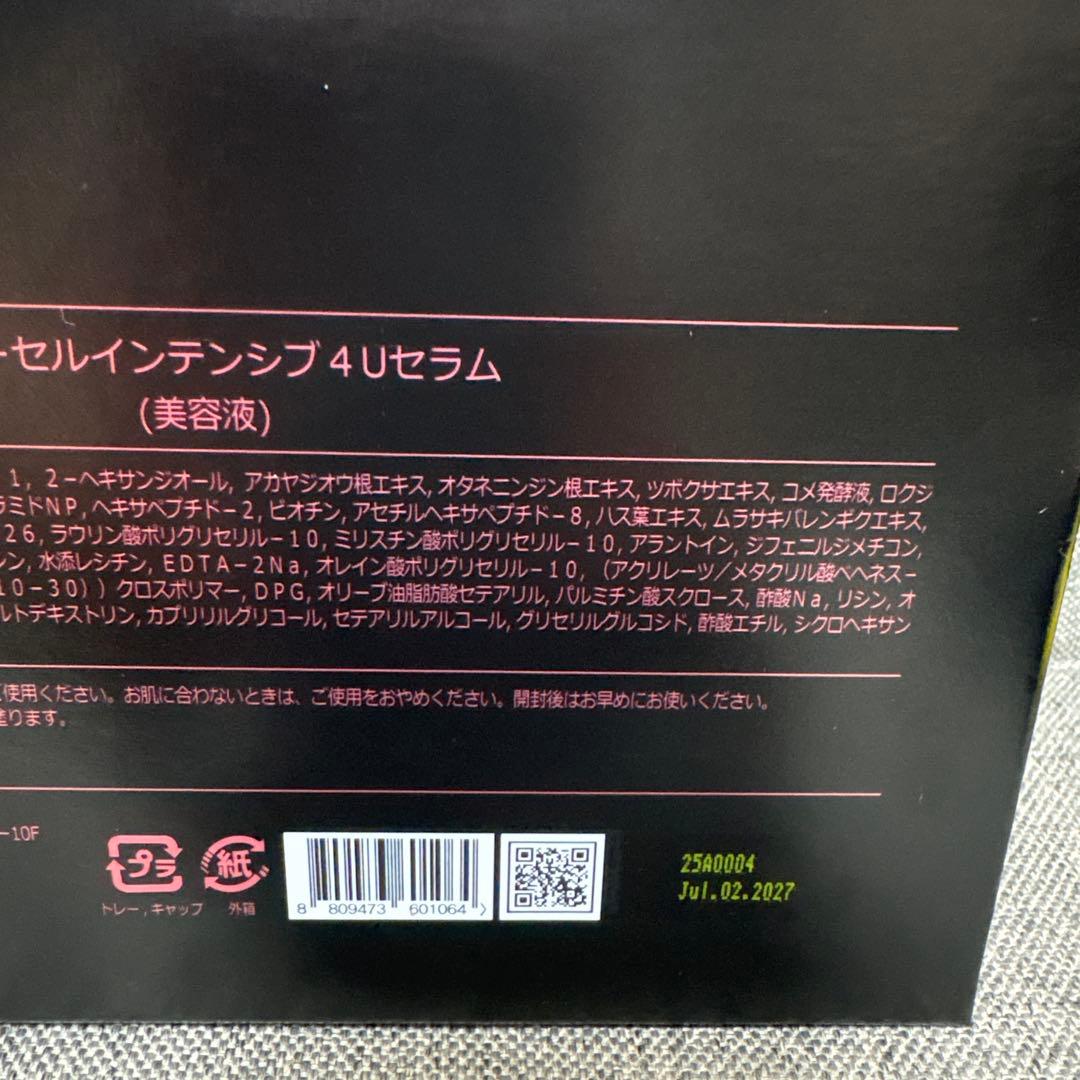 ーセルインテンシブ4Uセラム
(美容液)
1, 2-ヘキサンジオール, アカヤジオウ根エキス, オタネニンジン根エキス, ツボクサエキス, コメ発酵液, ロクジ
ラミドNP, ヘキサペプチド-2, ビオチン, アセチルヘキサペプチド-8, ハス葉エキス, ムラサキバレンギクエキス,
26, ラウリン酸ポリグリセリル-10, ミリスチン酸ポリグリセリル-10, アラントイン, ジフェニルジメチコン,
ン, 水添レシチン, EDTA-2Na, オレイン酸ポリグリセリル-10, (アクリレーツ/メタクリル酸ベヘネス-
10-30))クロスポリマー, DPG, オリーブ油脂肪酸セテアリル, パルミチン酸スクロース, 酢酸Na, リシン, オ
ルトデキストリン, カプリリルグリコール, セテアリルアルコール, グリセリルグルコシド, 酢酸エチル, シクロヘキサン
使用ください。お肌に合わないときは、ご使用をおやめください。開封後はお早めにお使いください。
塗ります。
-10F
プラ 紙
トレー, キャップ 外箱
8 809473 601064
25A0004
Jul.02.2027